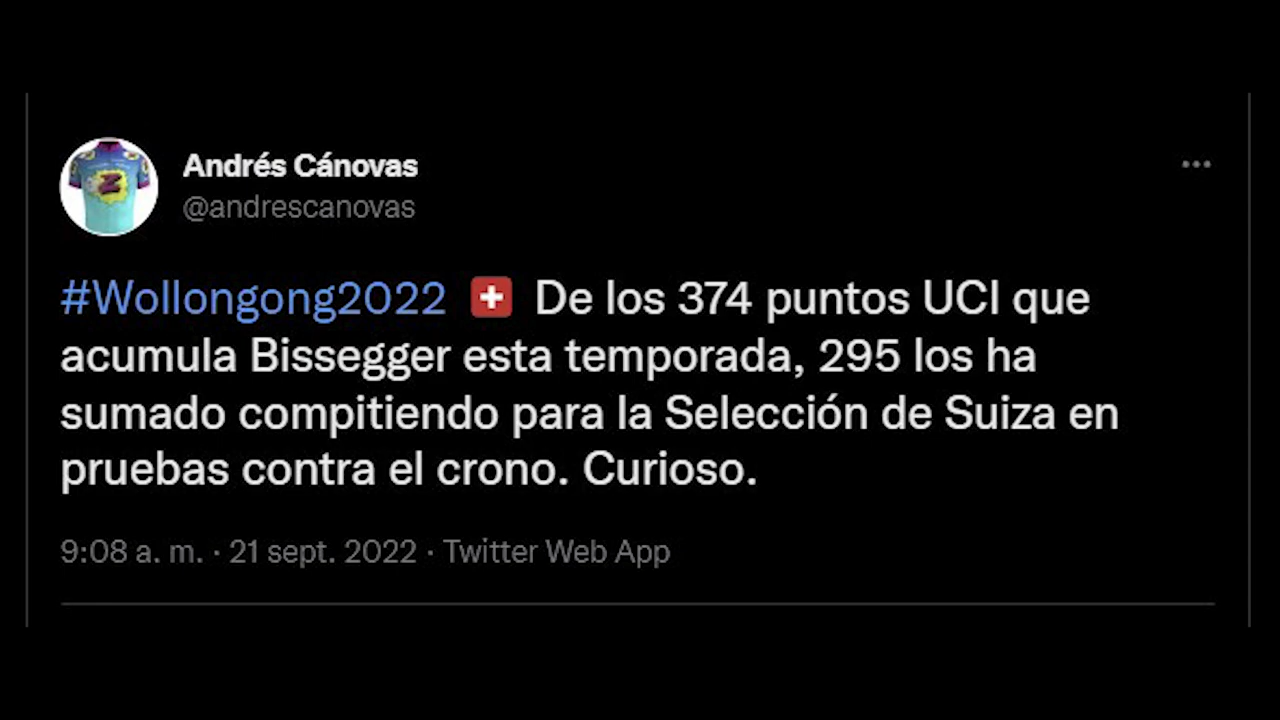 Andrés Cánovas
@andrescanovas
#Wollongong2022 🇨🇭 De los 374 puntos UCI que
acumula Bissegger esta temporada, 295 los ha
sumado compitiendo para la Selección de Suiza en
pruebas contra el crono. Curioso.
9:08 a. m. · 21 sept. 2022 · Twitter Web App